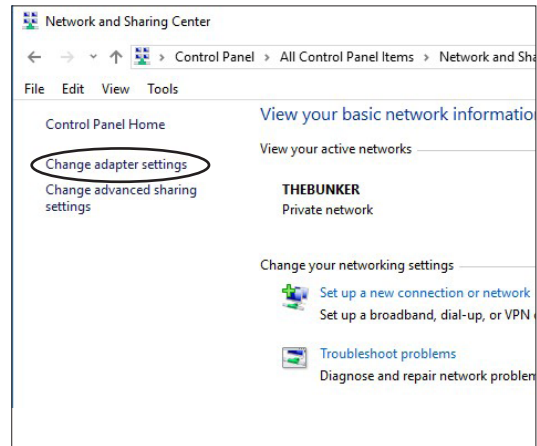 Network and Sharing Center
Control Panel > All Control Panel Items > Network and Sha
File Edit View Tools
Control Panel Home
Change adapter settings
Change advanced sharing
settings
View your basic network informatio
View your active networks
THEBUNKER
Private network
Change your networking settings
Set up a new connection or network
Set up a broadband, dial-up, or VPN
Troubleshoot problems
Diagnose and repair network problem